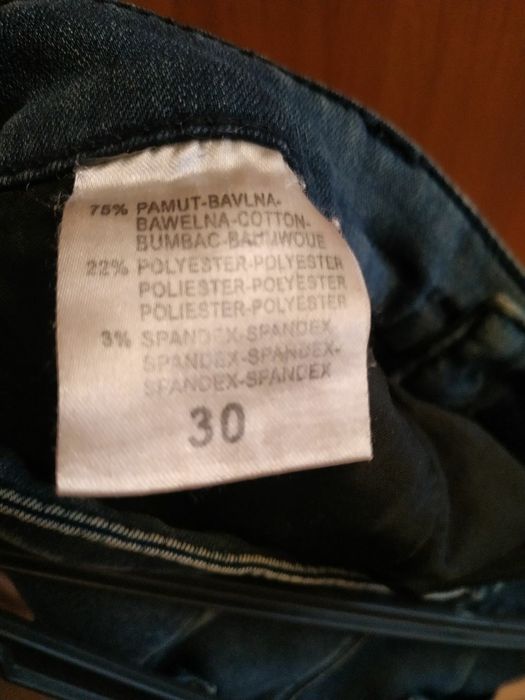 75% PAMUT-BAVLNA-
BAWELNA-COTTON-
BUMBAC-BAUMWOUE
22% POLYESTER-POLYESTER
POLIESTER-POLYESTER
POLIESTER-POLYESTER
3% SPANDEX-SPANDEX
SPANDEX-SPANDEX-
SPANDEX-SPANDEX
30